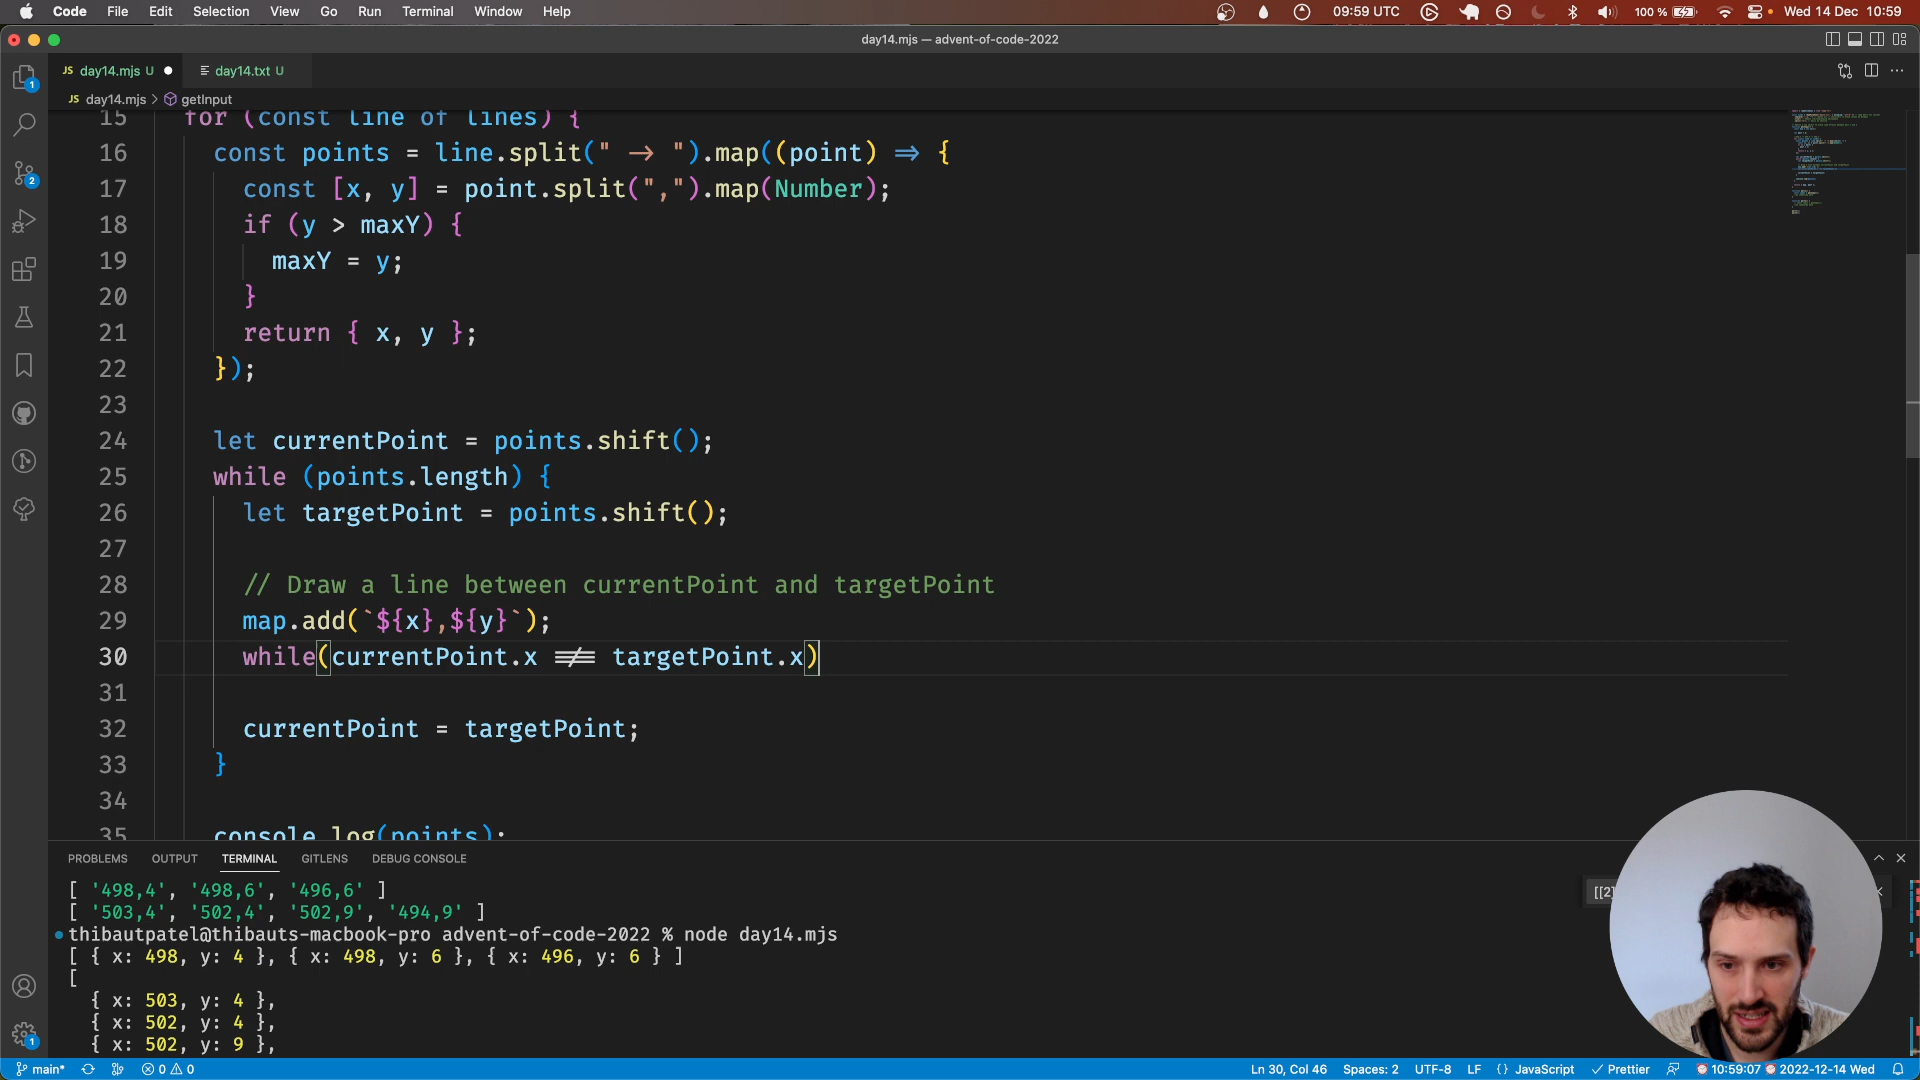 Code File Edit Selection View Go Run Terminal Window Help 09:59 UTC 100 % Wed 14 Dec 10:59
day14.mjs — advent-of-code-2022
JS day14.mjs U day14.txt U
JS day14.mjs > getInput
15 for (const line of lines) {
16 const points = line.split(" -> ").map((point) => {
17 const [x, y] = point.split(",").map(Number);
18 if (y > maxY) {
19 maxY = y;
20 }
21 return { x, y };
22 });
23
24 let currentPoint = points.shift();
25 while (points.length) {
26 let targetPoint = points.shift();
27
28 // Draw a line between currentPoint and targetPoint
29 map.add(`${x},${y}`);
30 while(currentPoint.x !== targetPoint.x)
31
32 currentPoint = targetPoint;
33 }
34
35 console.log(points);
PROBLEMS OUTPUT TERMINAL GITLENS DEBUG CONSOLE
[ '498,4', '498,6', '496,6' ]
[[2]
[ '503,4', '502,4', '502,9', '494,9' ]
thibautpatel@thibauts-macbook-pro advent-of-code-2022 % node day14.mjs
[ { x: 498, y: 4 }, { x: 498, y: 6 }, { x: 496, y: 6 } ]
[
{ x: 503, y: 4 },
{ x: 502, y: 4 },
{ x: 502, y: 9 },
main* 0 0 Ln 30, Col 46 Spaces: 2 UTF-8 LF {} JavaScript Prettier 10:59:07 2022-12-14 Wed